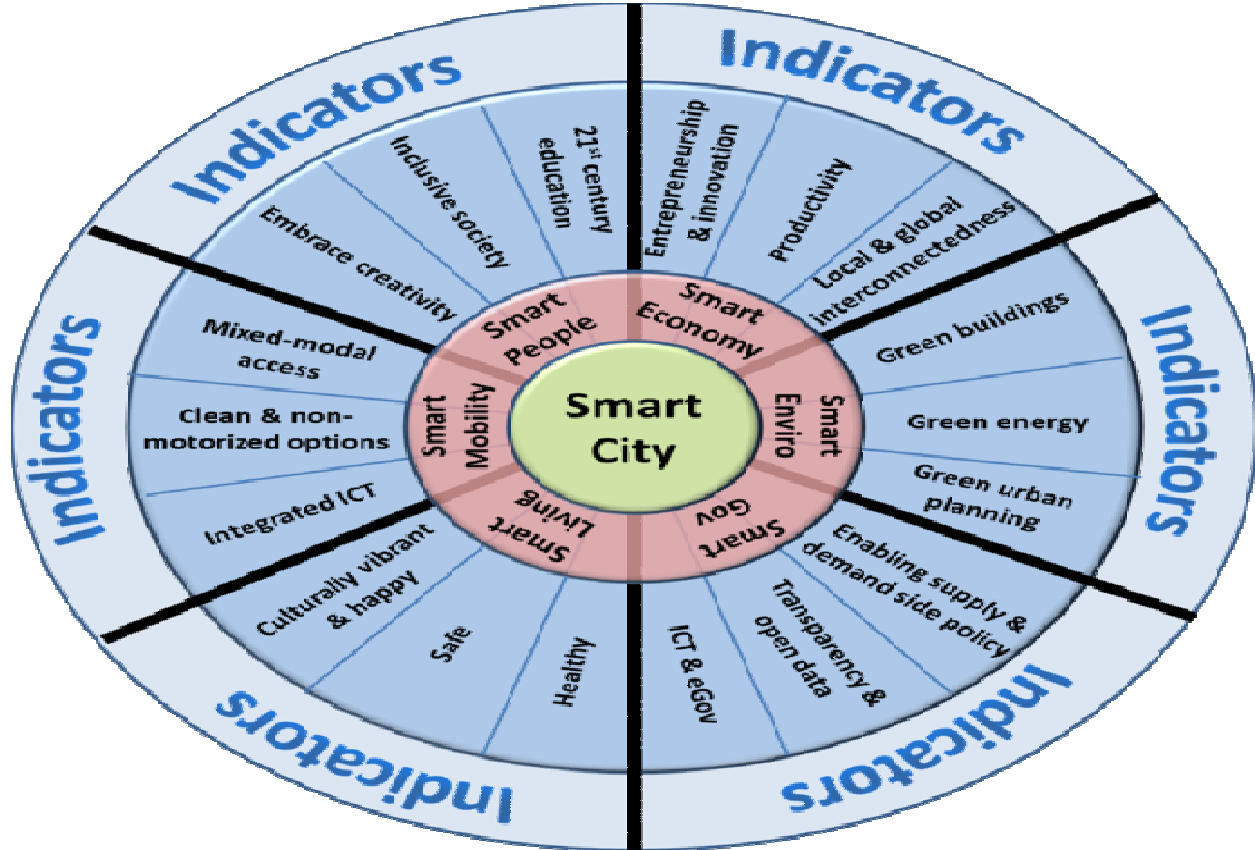 Smart
City
Smart
Economy
Entrepreneurship
& innovation
Productivity
Local & global
interconnectedness
Indicators
Smart
Enviro
Green buildings
Green energy
Green urban
planning
Indicators
Smart
Gov
Enabling supply &
demand side policy
Transparency &
open data
ICT & eGov
Indicators
Smart
Living
Healthy
Safe
Culturally vibrant
& happy
Indicators
Smart
Mobility
Integrated ICT
Clean & non-
motorized options
Mixed-modal
access
Indicators
Smart
People
Embrace creativity
Inclusive society
21st century
education
Indicators